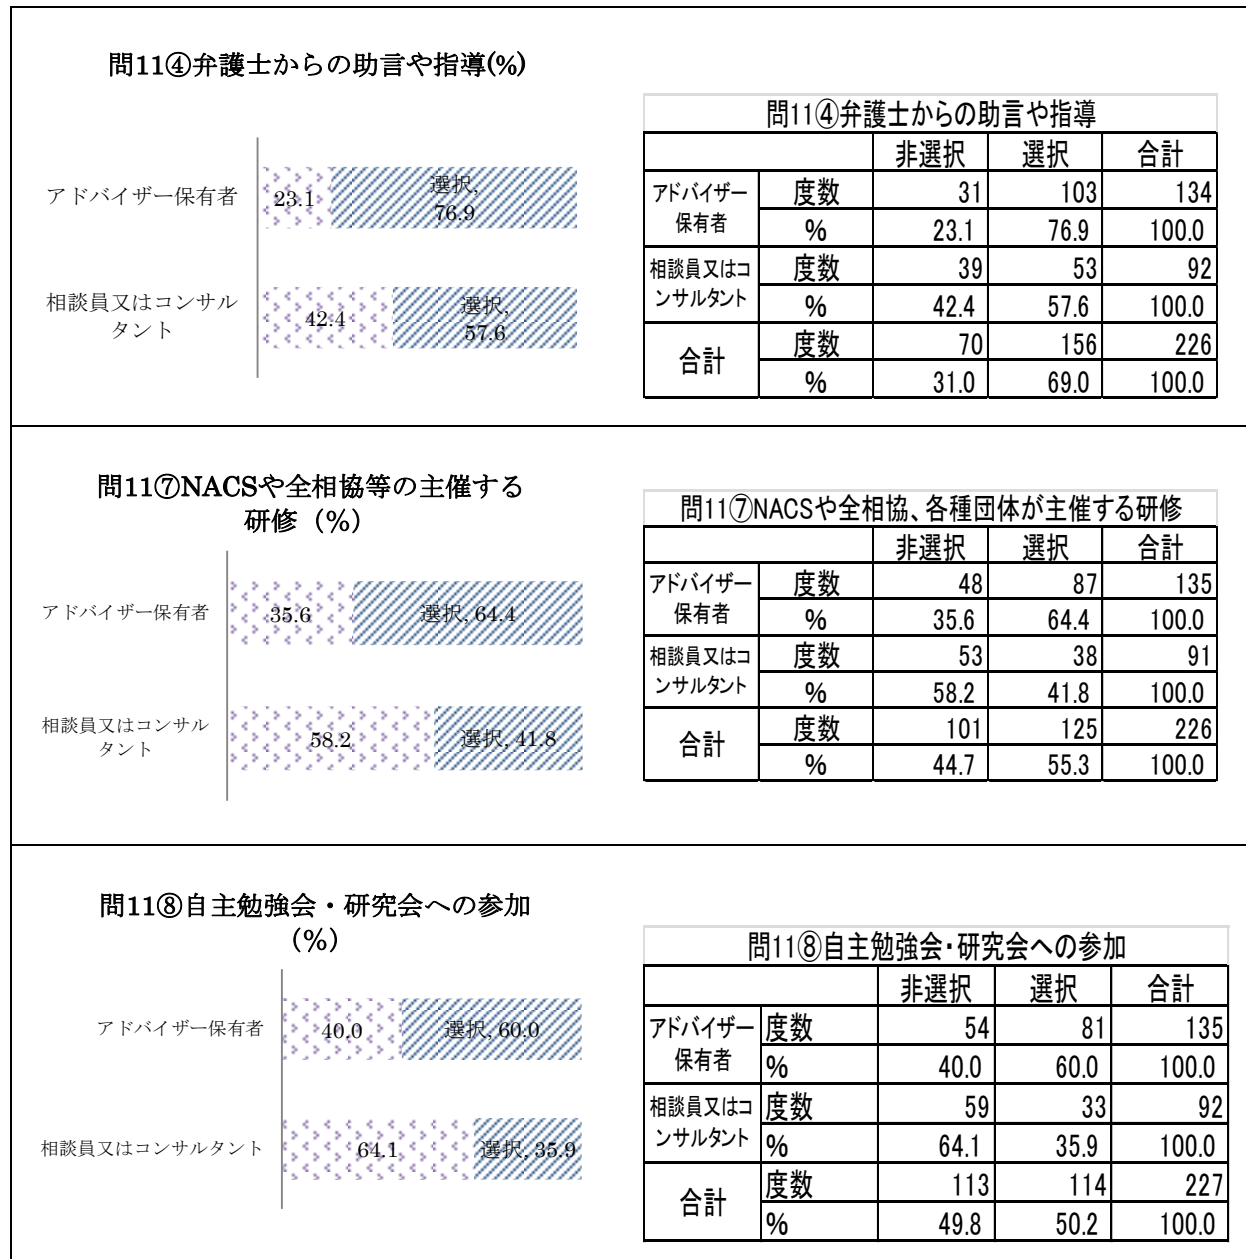 問11④弁護士からの助言や指導(%)
アドバイザー保有者
23.1
選択,
76.9
相談員又はコンサル
タント
42.4
選択,
57.6
問11④弁護士からの助言や指導
非選択 選択 合計
アドバイザー
保有者
度数 31 103 134
% 23.1 76.9 100.0
相談員又はコ
ンサルタント
度数 39 53 92
% 42.4 57.6 100.0
合計
度数 70 156 226
% 31.0 69.0 100.0
問11⑦NACSや全相協等の主催する
研修（%）
アドバイザー保有者
35.6
選択, 64.4
相談員又はコンサル
タント
58.2
選択, 41.8
問11⑦NACSや全相協、各種団体が主催する研修
非選択 選択 合計
アドバイザー
保有者
度数 48 87 135
% 35.6 64.4 100.0
相談員又はコ
ンサルタント
度数 53 38 91
% 58.2 41.8 100.0
合計
度数 101 125 226
% 44.7 55.3 100.0
問11⑧自主勉強会・研究会への参加
（%）
アドバイザー保有者
40.0
選択, 60.0
相談員又はコンサルタント
64.1
選択, 35.9
問11⑧自主勉強会・研究会への参加
非選択 選択 合計
アドバイザー
保有者
度数 54 81 135
% 40.0 60.0 100.0
相談員又はコ
ンサルタント
度数 59 33 92
% 64.1 35.9 100.0
合計
度数 113 114 227
% 49.8 50.2 100.0